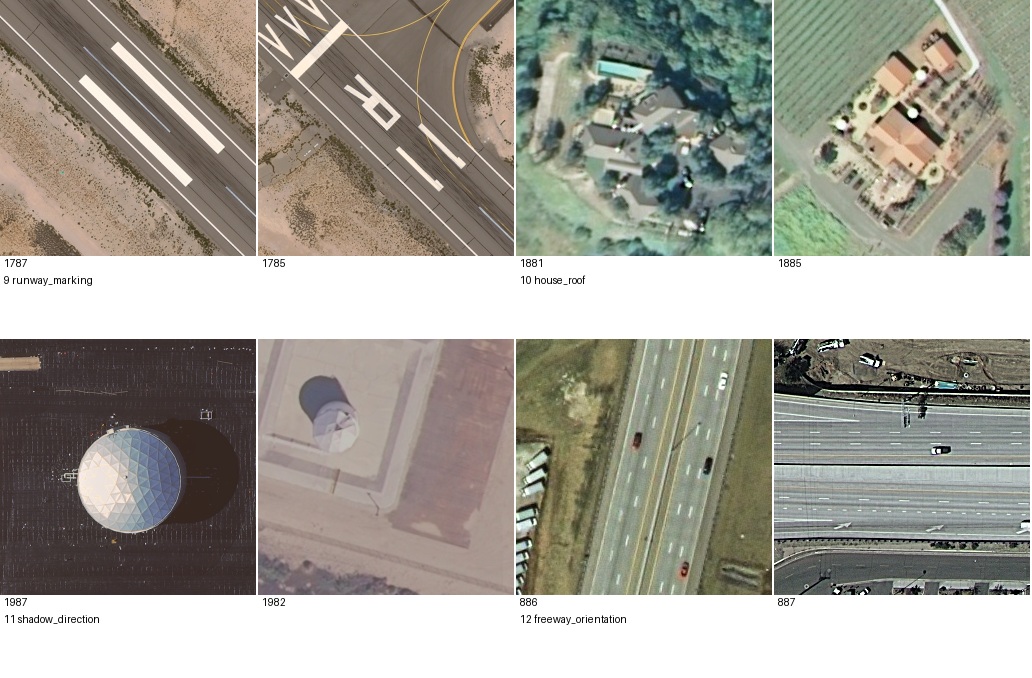 1787
1785
1881
1885
9 runway_marking
10 house_roof
1987
1982
886
887
11 shadow_direction
12 freeway_orientation